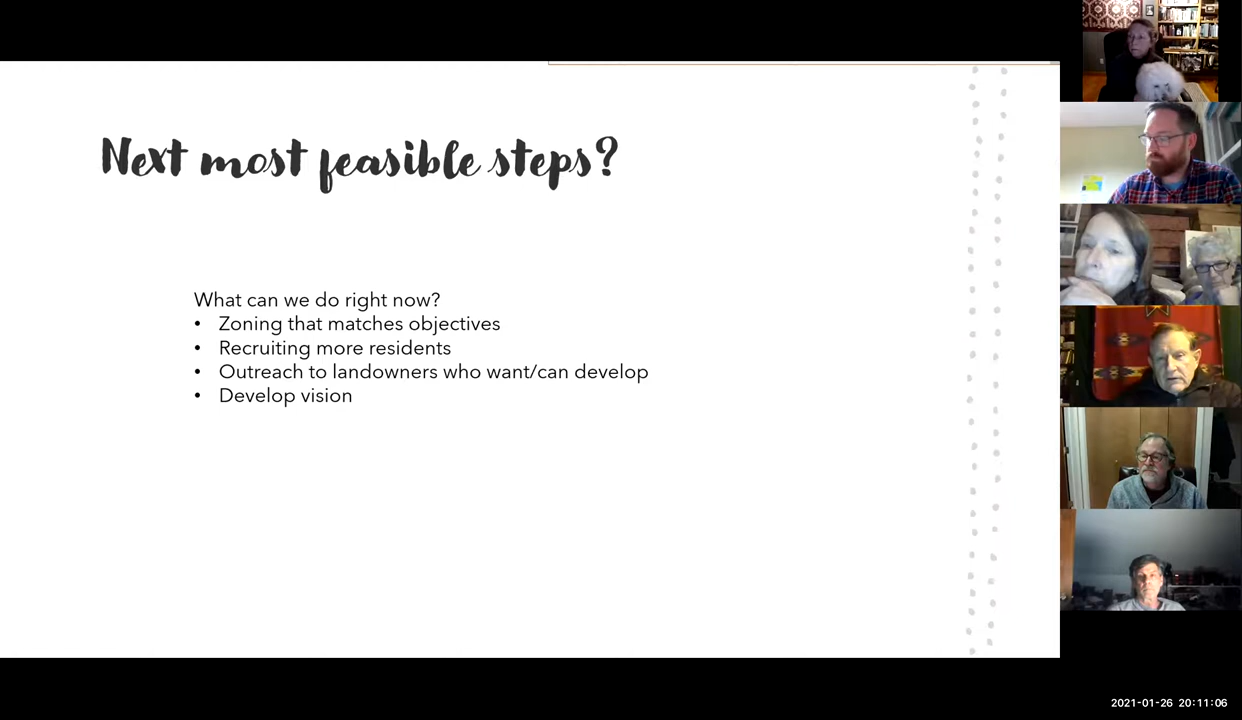 Next most feasible steps?
What can we do right now?
• Zoning that matches objectives
• Recruiting more residents
• Outreach to landowners who want/can develop
• Develop vision
2021-01-26 20:11:06